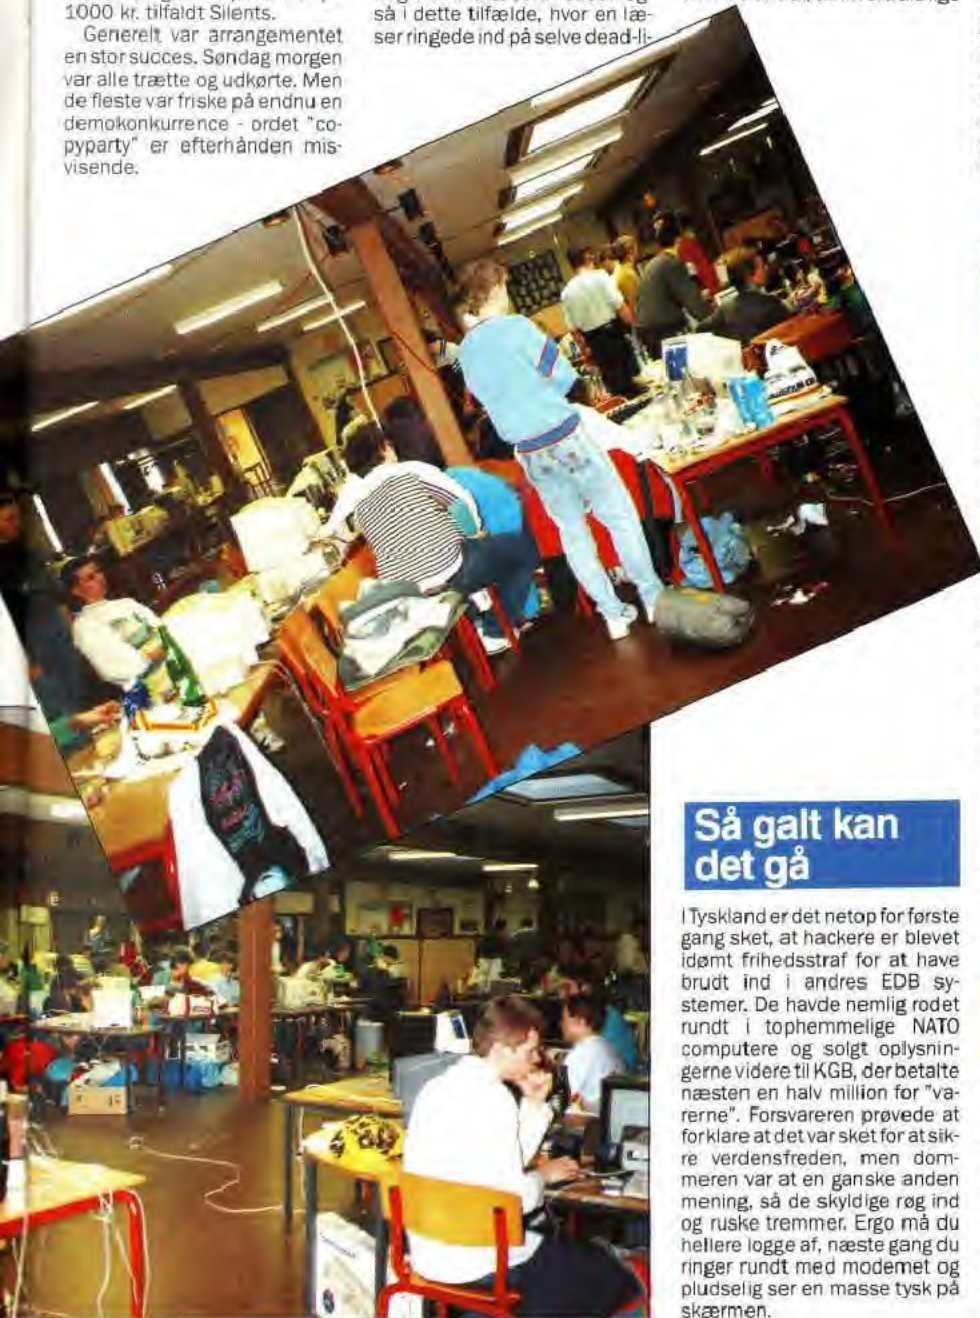 1000 kr. tilfaldt Silents.
Generelt var arrangementet
en stor succes. Søndag morgen
var alle trætte og udkørte. Men
de fleste var friske på endnu en
demokonkurrence - ordet "co-
pyparty" er efterhånden mis-
visende.
så i dette tilfælde, hvor en læ-
ser ringede ind på selve dead-li-
Så galt kan
det gå
I Tyskland er det netop for første
gang sket, at hackere er blevet
idømt frihedsstraf for at have
brudt ind i andres EDB sy-
stemer. De havde nemlig rodet
rundt i tophemmelige NATO
computere og solgt oplysnin-
gerne videre til KGB, der betalte
næsten en halv million for "va-
rerne". Forsvareren prøvede at
forklare at det var sket for at sik-
re verdensfreden, men dom-
meren var at en ganske anden
mening, så de skyldige røg ind
og ruske tremmer. Ergo må du
hellere logge af, næste gang du
ringer rundt med modemet og
pludselig ser en masse tysk på
skærmen.